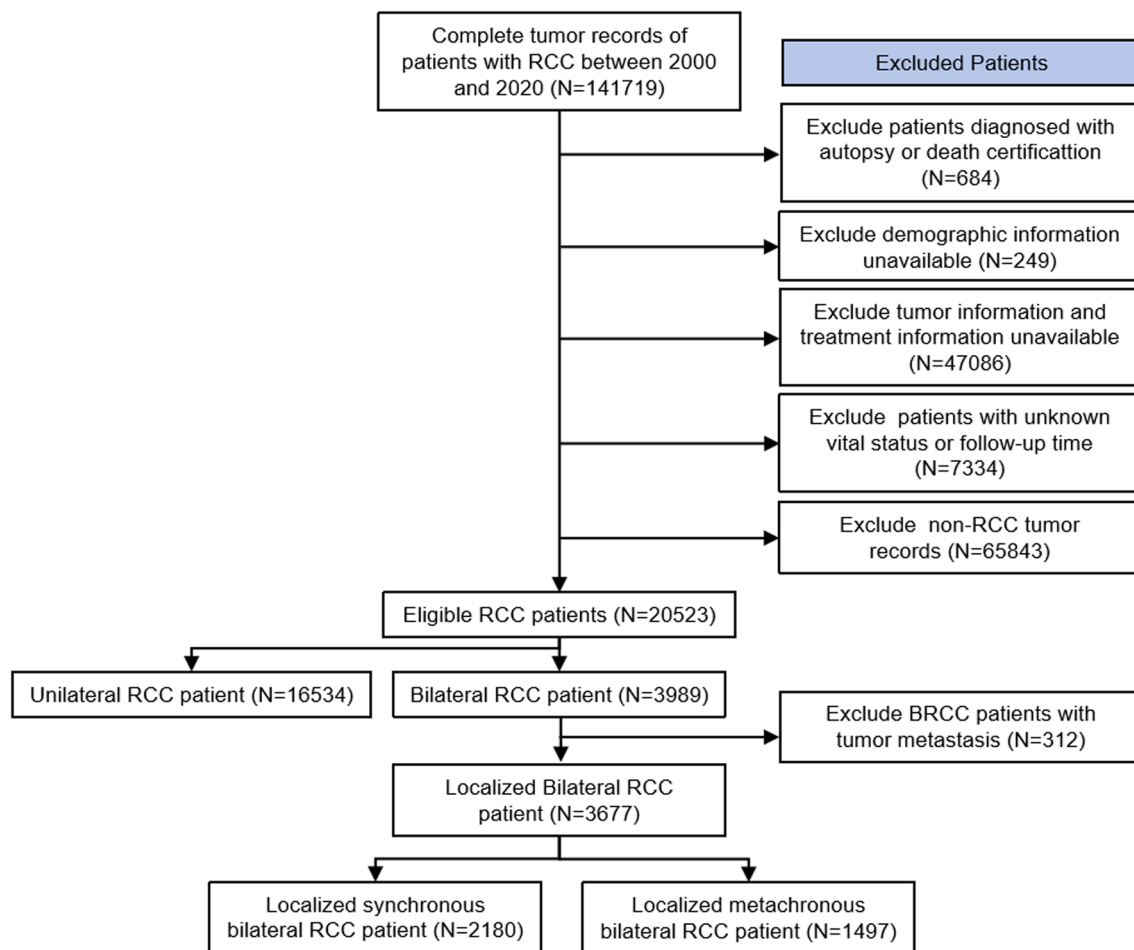 Complete tumor records of
patients with RCC between 2000
and 2020 (N=141719)
Excluded Patients
Exclude patients diagnosed with
autopsy or death certificattion
(N=684)
Exclude demographic information
unavailable (N=249)
Exclude tumor information and
treatment information unavailable
(N=47086)
Exclude patients with unknown
vital status or follow-up time
(N=7334)
Exclude non-RCC tumor
records (N=65843)
Eligible RCC patients (N=20523)
Unilateral RCC patient (N=16534)
Bilateral RCC patient (N=3989)
Exclude BRCC patients with
tumor metastasis (N=312)
Localized Bilateral RCC
patient (N=3677)
Localized synchronous
bilateral RCC patient (N=2180)
Localized metachronous
bilateral RCC patient (N=1497)